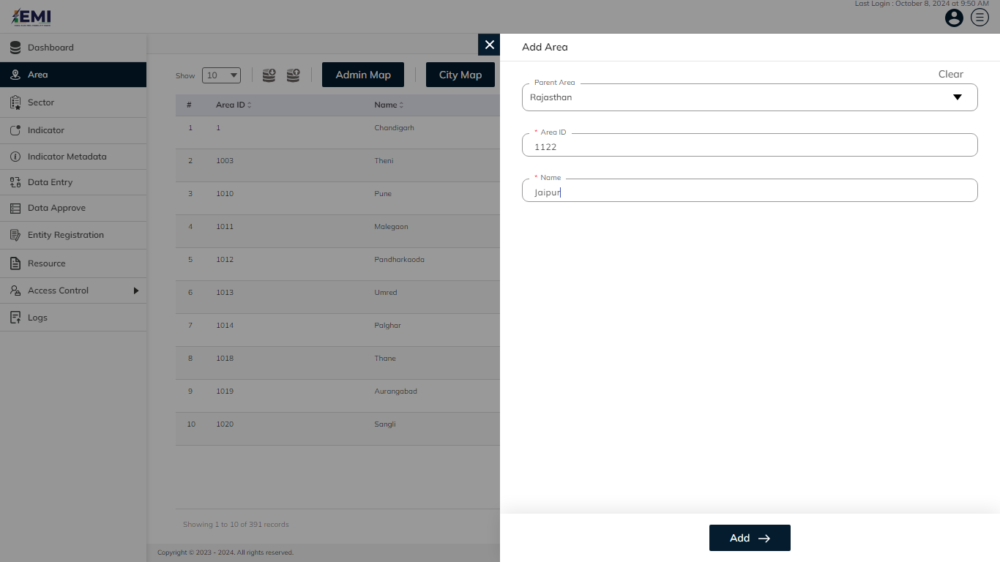 Last Login : October 8, 2024 at 9:50 AM
EMI
Dashboard
Area
Sector
Indicator
Indicator Metadata
Data Entry
Data Approve
Entity Registration
Resource
Access Control
Logs
Show 10 Admin Map City Map
# Area ID Name
1 1 Chandigarh
2 1003 Theni
3 1010 Pune
4 1011 Malegaon
5 1012 Pandharkaoda
6 1013 Umred
7 1014 Palghar
8 1018 Thane
9 1019 Aurangabad
10 1020 Sangli
Showing 1 to 10 of 391 records
Copyright © 2023 - 2024. All rights reserved.
Add Area
Clear
Parent Area
Rajasthan
* Area ID
1122
* Name
Jaipur
Add